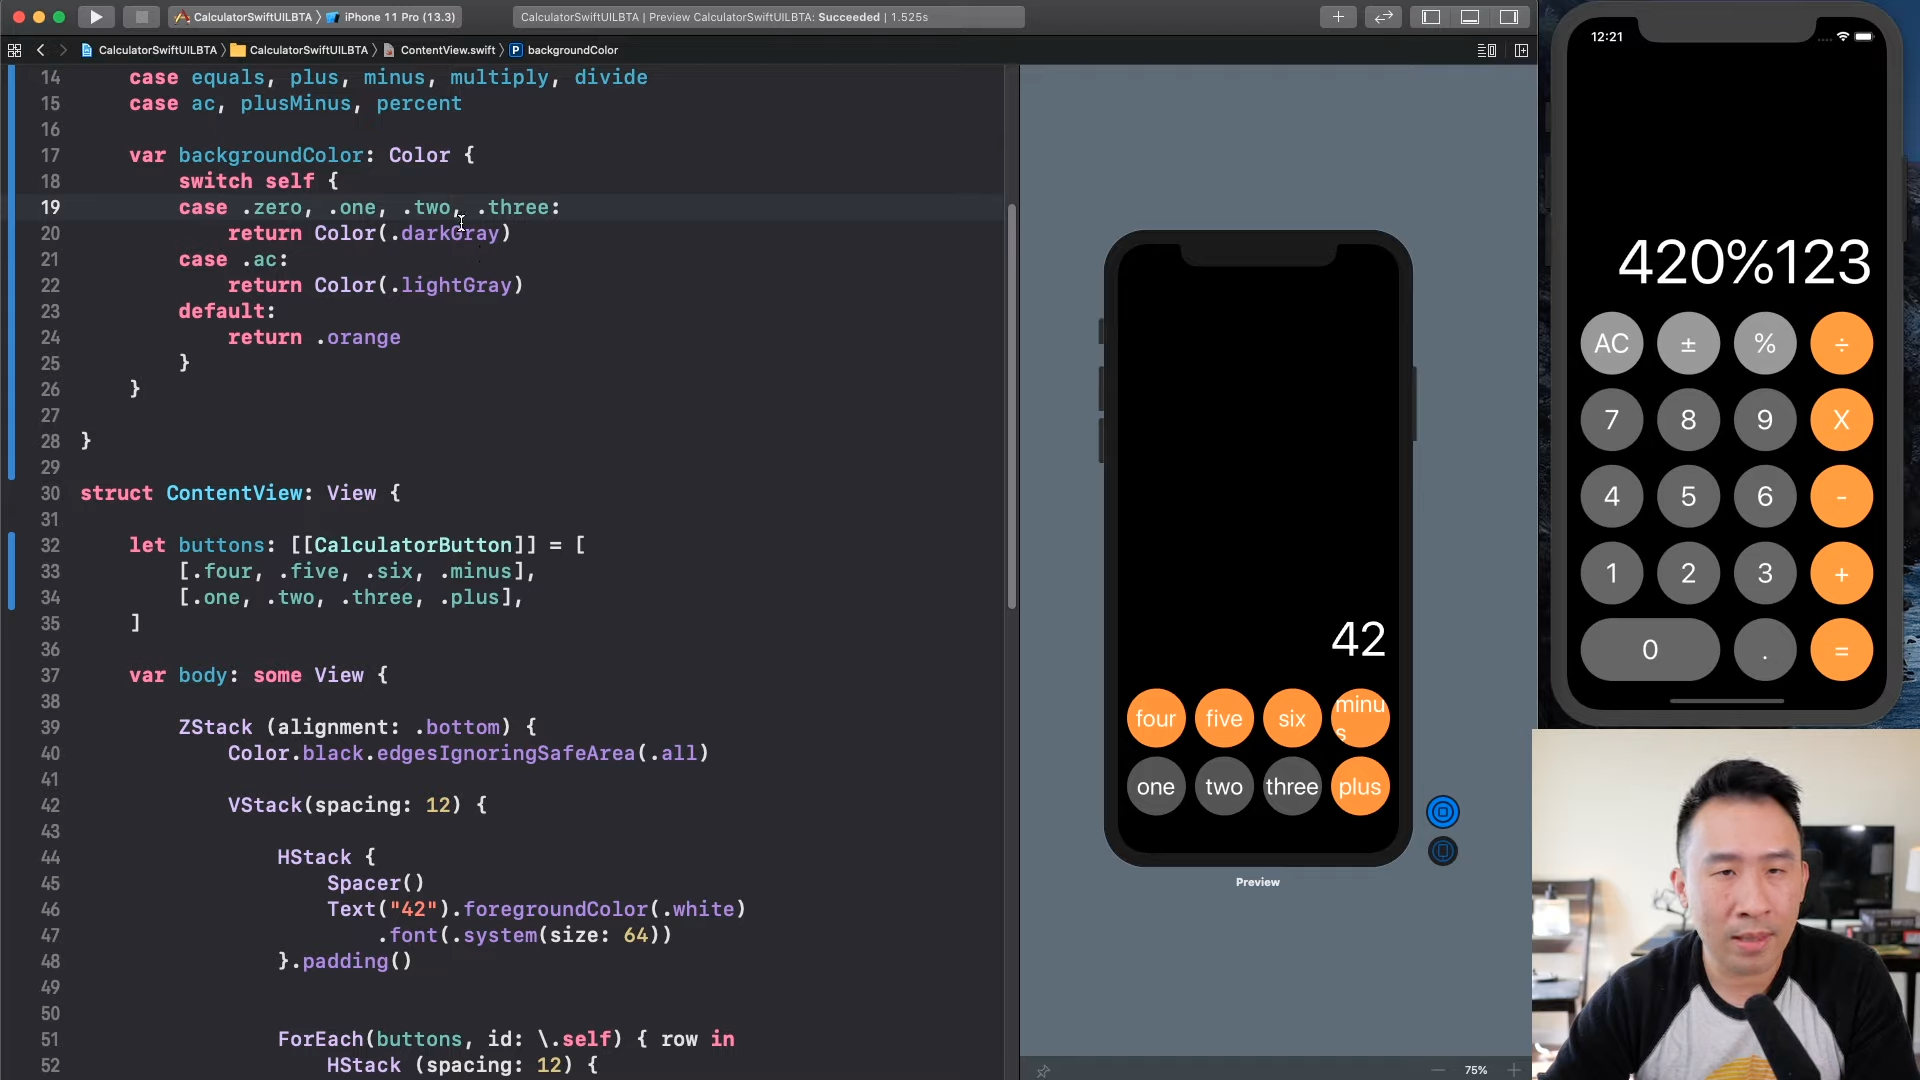 CalculatorSwiftUILBTA 〉 iPhone 11 Pro (13.3)
CalculatorSwiftUILBTA | Preview CalculatorSwiftUILBTA: Succeeded | 1.525s
CalculatorSwiftUILBTA 〉 CalculatorSwiftUILBTA 〉 ContentView.swift 〉 P backgroundColor
14 case equals, plus, minus, multiply, divide
15 case ac, plusMinus, percent
16
17 var backgroundColor: Color {
18 switch self {
19 case .zero, .one, .two, .three:
20 return Color(.darkGray)
21 case .ac:
22 return Color(.lightGray)
23 default:
24 return .orange
25 }
26 }
27
28 }
29
30 struct ContentView: View {
31
32 let buttons: [[CalculatorButton]] = [
33 [.four, .five, .six, .minus],
34 [.one, .two, .three, .plus],
35 ]
36
37 var body: some View {
38
39 ZStack (alignment: .bottom) {
40 Color.black.edgesIgnoringSafeArea(.all)
41
42 VStack(spacing: 12) {
43
44 HStack {
45 Spacer()
46 Text("42").foregroundColor(.white)
47 .font(.system(size: 64))
48 }.padding()
49
50
51 ForEach(buttons, id: \.self) { row in
52 HStack (spacing: 12) {
42
four five six minu
s
one two three plus
Preview
75%
12:21
420%123
AC ± % ÷
7 8 9 X
4 5 6 -
1 2 3 +
0 . =